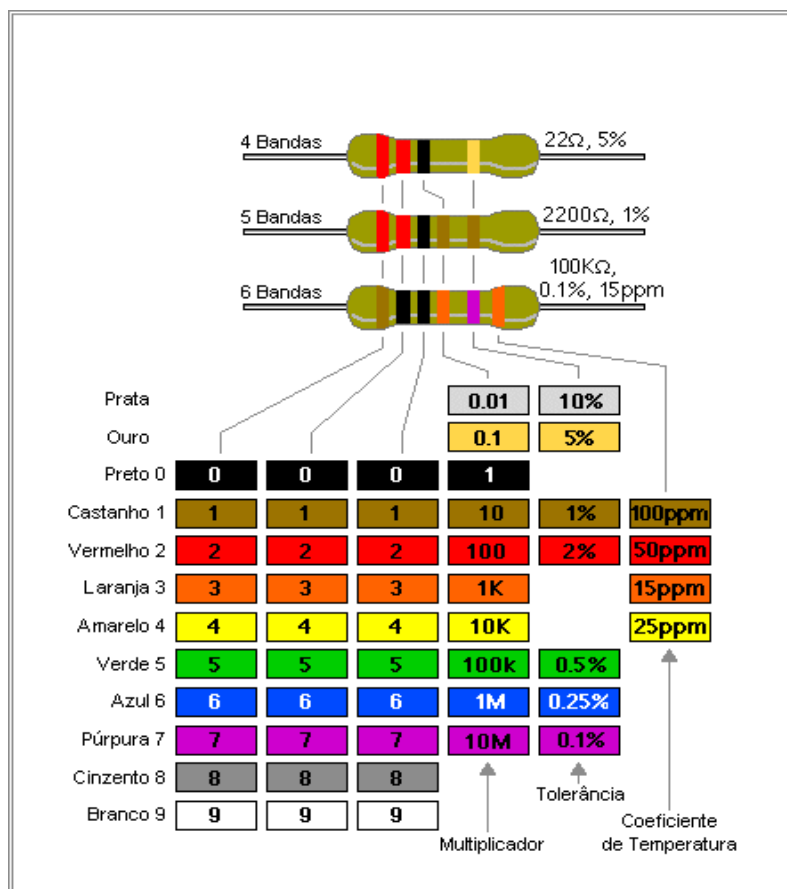 4 Bandas 22Ω, 5%
5 Bandas 2200Ω, 1%
6 Bandas 100KΩ,
0.1%, 15ppm
Prata 0.01 10%
Ouro 0.1 5%
Preto 0 0 0 0 1
Castanho 1 1 1 1 10 1% 100ppm
Vermelho 2 2 2 2 100 2% 50ppm
Laranja 3 3 3 3 1K 15ppm
Amarelo 4 4 4 4 10K 25ppm
Verde 5 5 5 5 100k 0.5%
Azul 6 6 6 6 1M 0.25%
Púrpura 7 7 7 7 10M 0.1%
Cinzento 8 8 8 8
Branco 9 9 9 9
Multiplicador
Tolerância
Coeficiente
de Temperatura